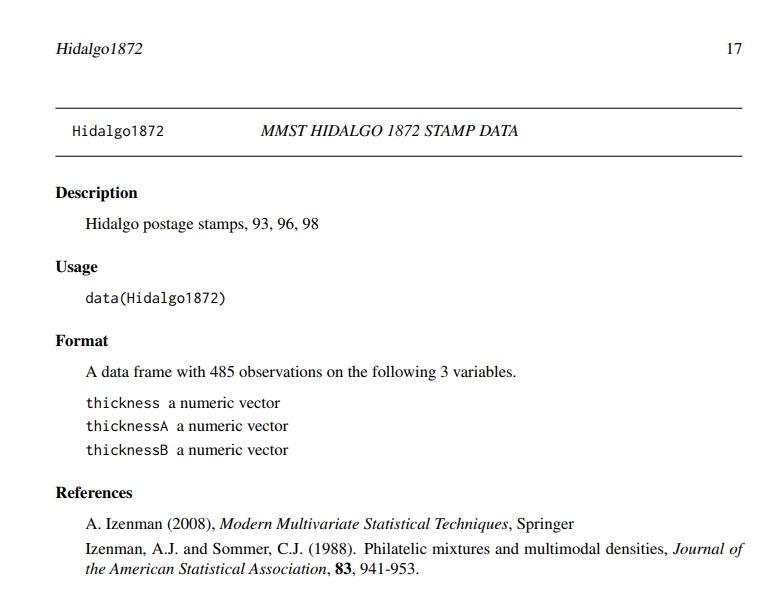 Hidalgo1872 17
Hidalgo1872 MMST HIDALGO 1872 STAMP DATA
Description
Hidalgo postage stamps, 93, 96, 98
Usage
data(Hidalgo1872)
Format
A data frame with 485 observations on the following 3 variables.
thickness a numeric vector
thicknessA a numeric vector
thicknessB a numeric vector
References
A. Izenman (2008), Modern Multivariate Statistical Techniques, Springer
Izenman, A.J. and Sommer, C.J. (1988). Philatelic mixtures and multimodal densities, Journal of
the American Statistical Association, 83, 941-953.